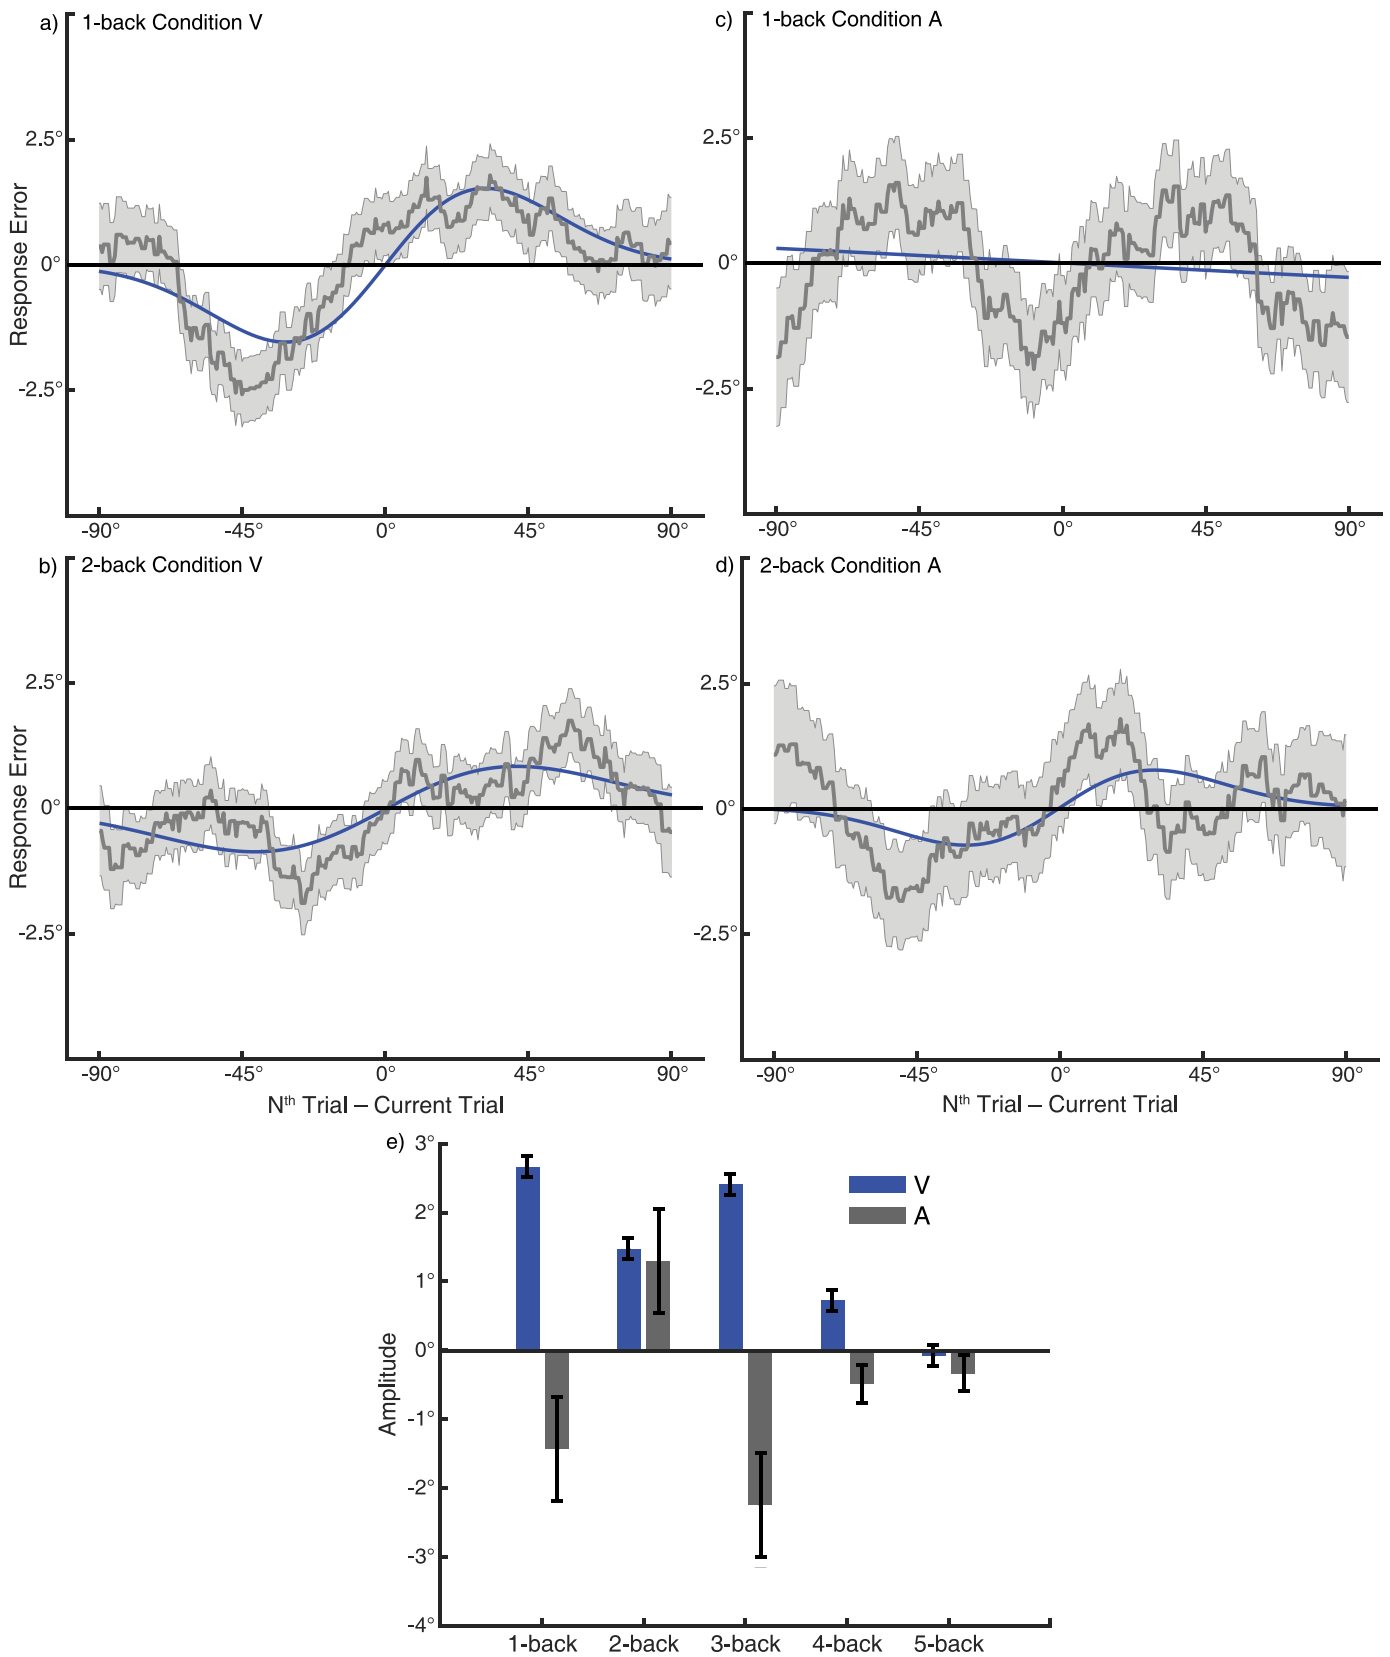 a) 1-back Condition V
2.5°
0°
-2.5°
Response Error
-90° -45° 0° 45° 90°
c) 1-back Condition A
2.5°
0°
-2.5°
-90° -45° 0° 45° 90°
b) 2-back Condition V
2.5°
0°
-2.5°
Response Error
-90° -45° 0° 45° 90°
Nth Trial – Current Trial
d) 2-back Condition A
2.5°
0°
-2.5°
-90° -45° 0° 45° 90°
Nth Trial – Current Trial
e)
3°
2°
1°
0°
-1°
-2°
-3°
-4°
Amplitude
V
A
1-back 2-back 3-back 4-back 5-back